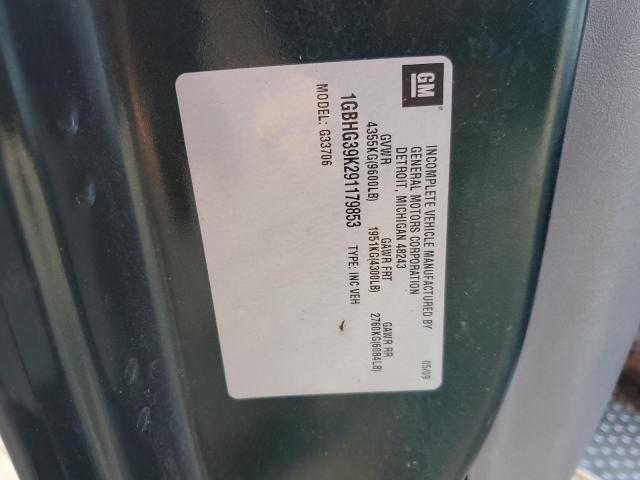 GM
INCOMPLETE VEHICLE MANUFACTURED BY
GENERAL MOTORS CORPORATION
DETROIT, MICHIGAN 48243
05/09
GVWR GAWR FRT GAWR RR
4355KG(9600LB) 1951KG(4300LB) 2760KG(6084LB)
1GBHG39K291179853 TYPE: INC VEH
MODEL: G33706